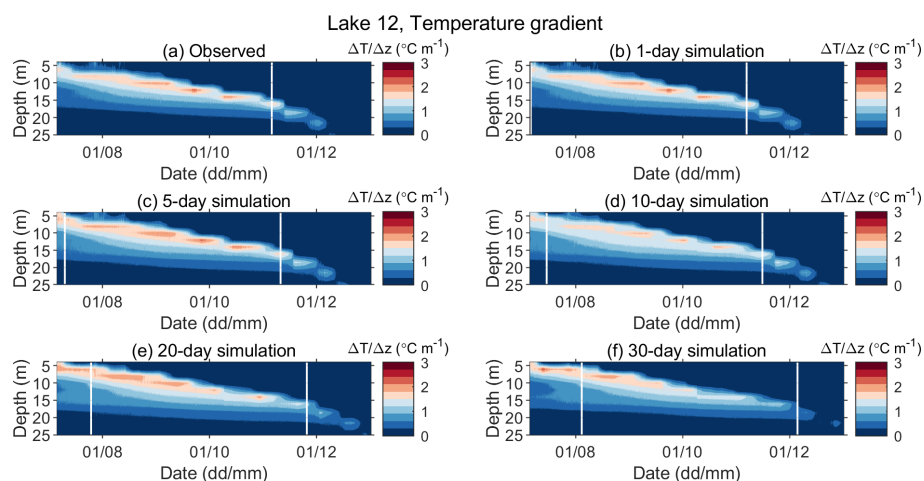 Lake 12, Temperature gradient
(a) Observed
ΔT/Δz (°C m⁻¹)
Depth (m)
5
10
15
20
25
01/08 01/10 01/12
Date (dd/mm)
3
2
1
0
(b) 1-day simulation
ΔT/Δz (°C m⁻¹)
Depth (m)
5
10
15
20
25
01/08 01/10 01/12
Date (dd/mm)
3
2
1
0
(c) 5-day simulation
ΔT/Δz (°C m⁻¹)
Depth (m)
5
10
15
20
25
01/08 01/10 01/12
Date (dd/mm)
3
2
1
0
(d) 10-day simulation
ΔT/Δz (°C m⁻¹)
Depth (m)
5
10
15
20
25
01/08 01/10 01/12
Date (dd/mm)
3
2
1
0
(e) 20-day simulation
ΔT/Δz (°C m⁻¹)
Depth (m)
5
10
15
20
25
01/08 01/10 01/12
Date (dd/mm)
3
2
1
0
(f) 30-day simulation
ΔT/Δz (°C m⁻¹)
Depth (m)
5
10
15
20
25
01/08 01/10 01/12
Date (dd/mm)
3
2
1
0